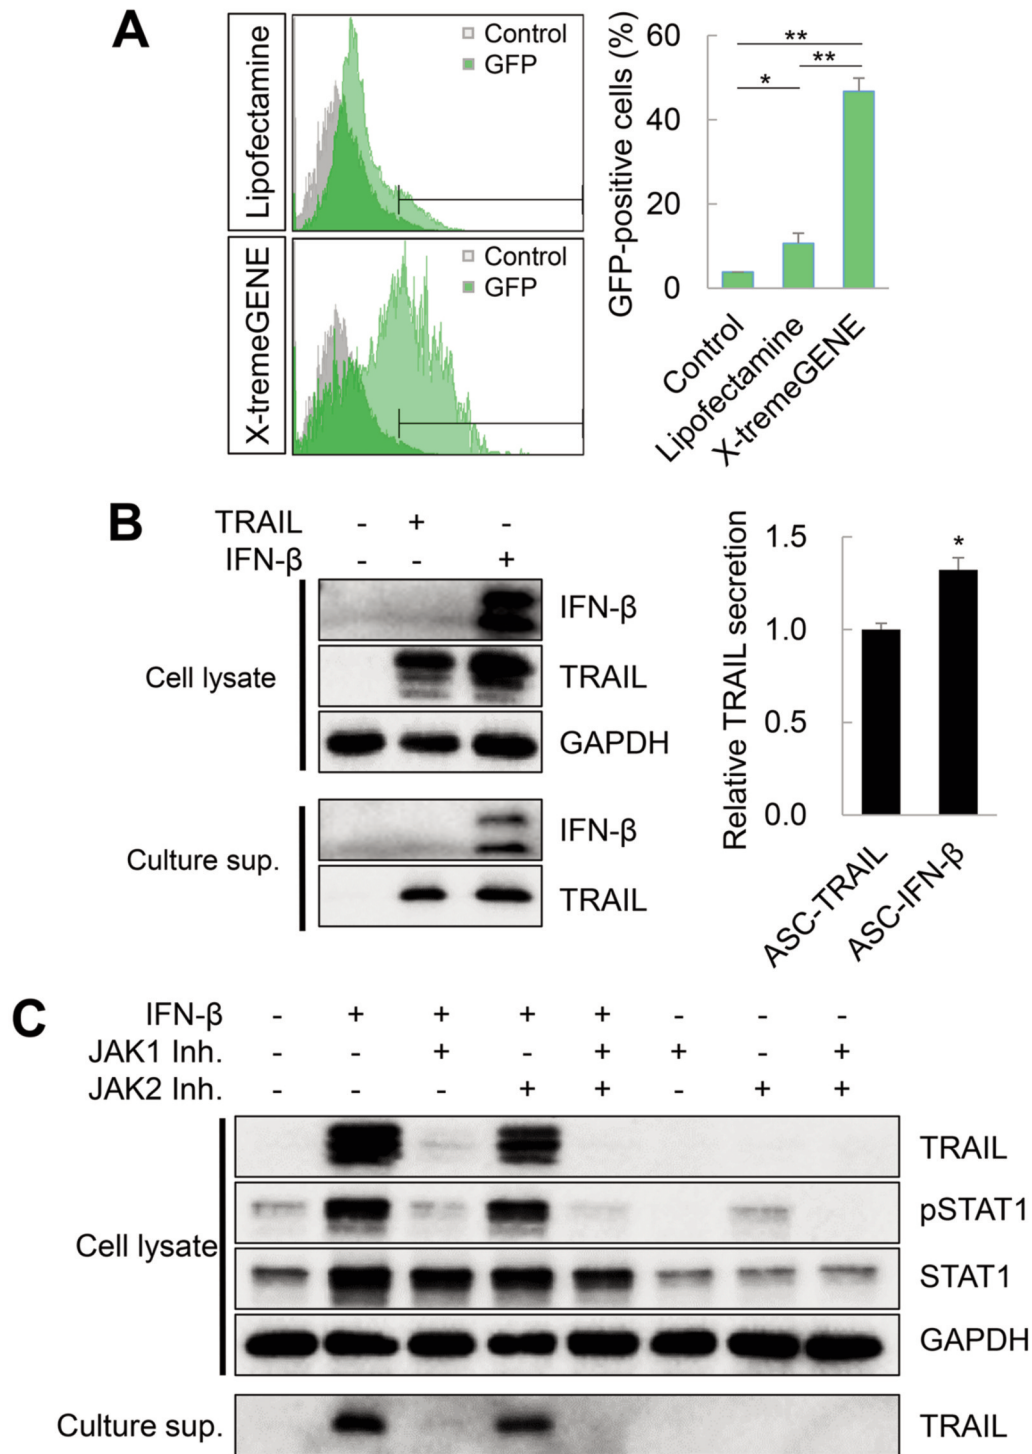 A
Lipofectamine
Control
GFP
X-tremeGENE
Control
GFP
GFP-positive cells (%)
60
40
20
0
**
**
*
Control
Lipofectamine
X-tremeGENE
B
TRAIL - + -
IFN-β - - +
Cell lysate
IFN-β
TRAIL
GAPDH
Culture sup.
IFN-β
TRAIL
Relative TRAIL secretion
1.5
1.0
0.5
0.0
*
ASC-TRAIL
ASC-IFN-β
C
IFN-β - + + + + - - -
JAK1 Inh. - - + - + + - +
JAK2 Inh. - - - + + - + +
Cell lysate
TRAIL
pSTAT1
STAT1
GAPDH
Culture sup.
TRAIL